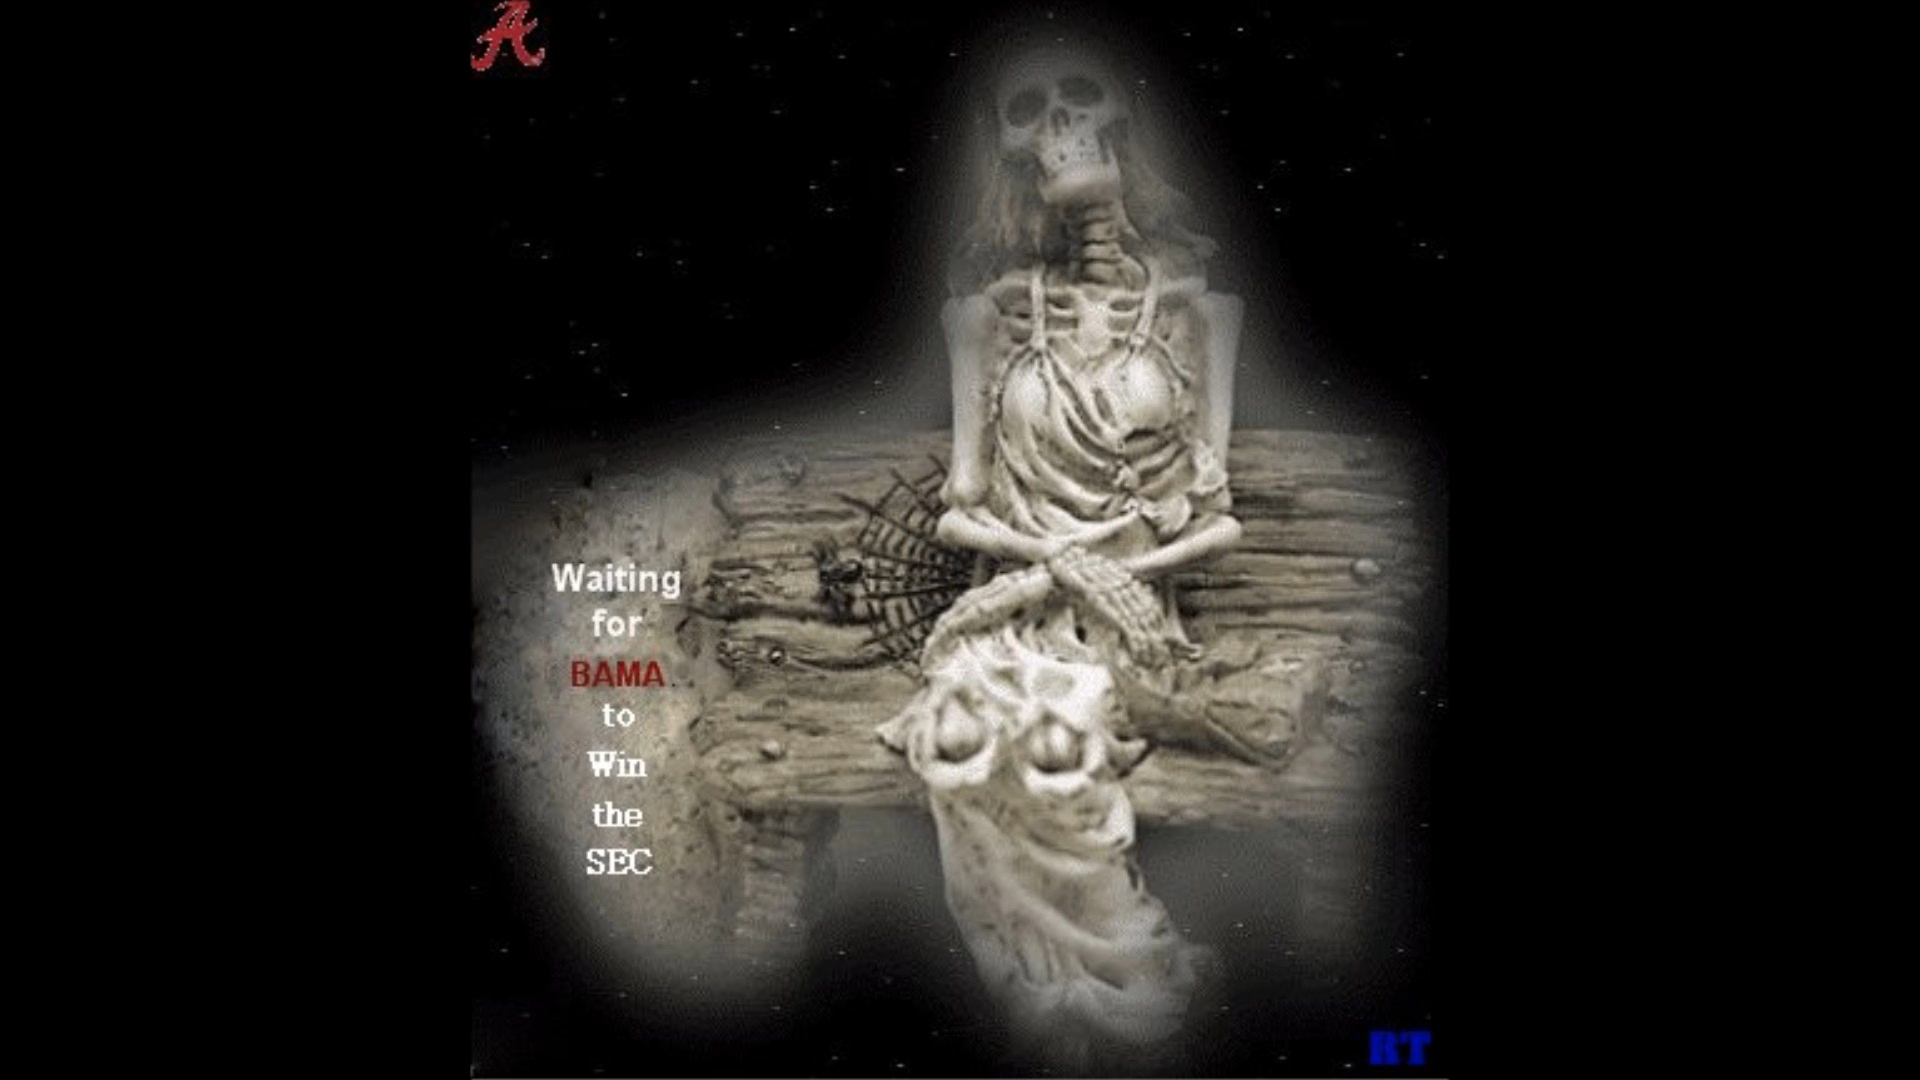 A
Waiting
for
BAMA
to
Win
the
SEC
RT